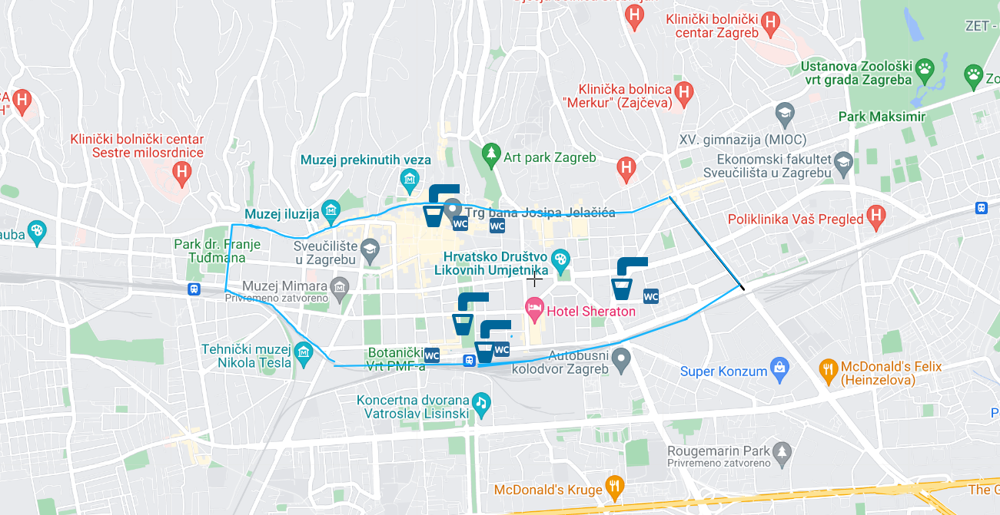 ZET -
Klinički bolnički
centar Zagreb
H
H
Ustanova Zoološki
vrt grada Zagreba
Zo
Klinička bolnica
"Merkur" (Zajčeva)
H
H
Park Maksimir
Klinički bolnički centar
Sestre milosrdnice
H
XV. gimnazija (MIOC)
Muzej prekinutih veza
Art park Zagreb
Ekonomski fakultet
Sveučilišta u Zagrebu
H
Muzej iluzija
Trg bana Josipa Jelačića
WC
WC
Poliklinika Vaš Pregled
H
auba
Park dr. Franje
Tuđmana
Sveučilište
u Zagrebu
Hrvatsko Društvo
Likovnih Umjetnika
Muzej Mimara
Privremeno zatvoreno
WC
Hotel Sheraton
Tehnički muzej
Nikola Tesla
Botanički
Vrt PMF-a
WC
WC
Autobusni
kolodvor Zagreb
Super Konzum
McDonald's Felix
(Heinzelova)
Koncertna dvorana
Vatroslav Lisinski
P
Rougemarin Park
Privremeno zatvoreno
McDonald's Kruge
The G